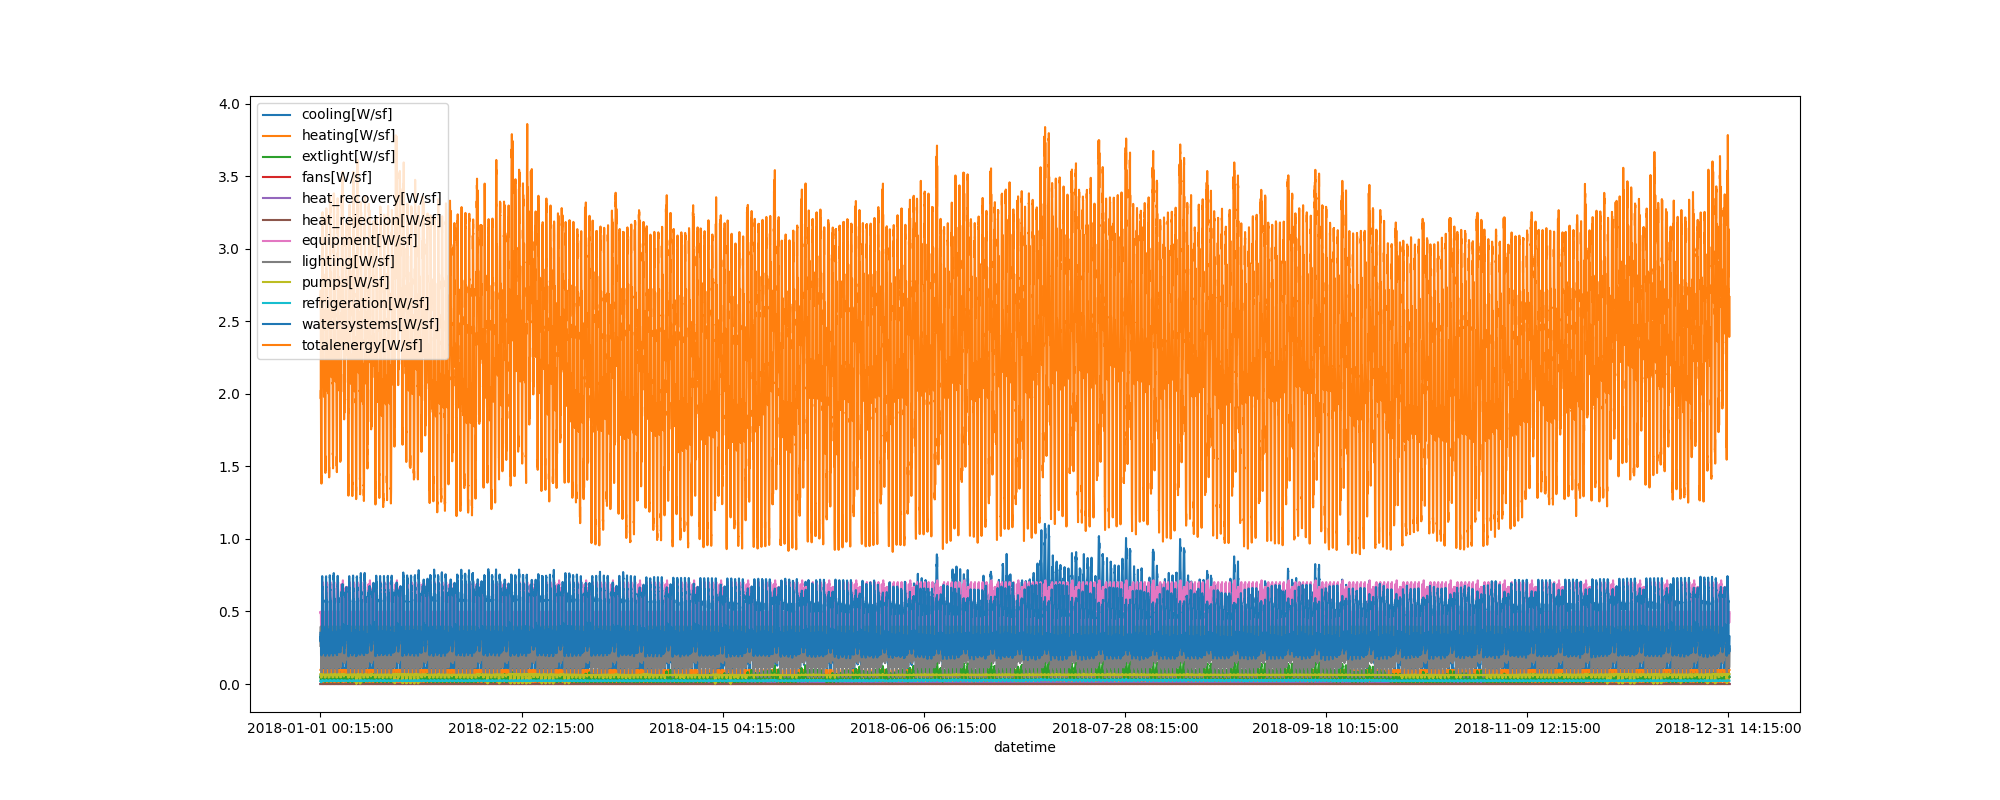 4.0
3.5
3.0
2.5
2.0
1.5
1.0
0.5
0.0
cooling[W/sf]
heating[W/sf]
extlight[W/sf]
fans[W/sf]
heat_recovery[W/sf]
heat_rejection[W/sf]
equipment[W/sf]
lighting[W/sf]
pumps[W/sf]
refrigeration[W/sf]
watersystems[W/sf]
totalenergy[W/sf]
2018-01-01 00:15:00 2018-02-22 02:15:00 2018-04-15 04:15:00 2018-06-06 06:15:00 2018-07-28 08:15:00 2018-09-18 10:15:00 2018-11-09 12:15:00 2018-12-31 14:15:00
datetime